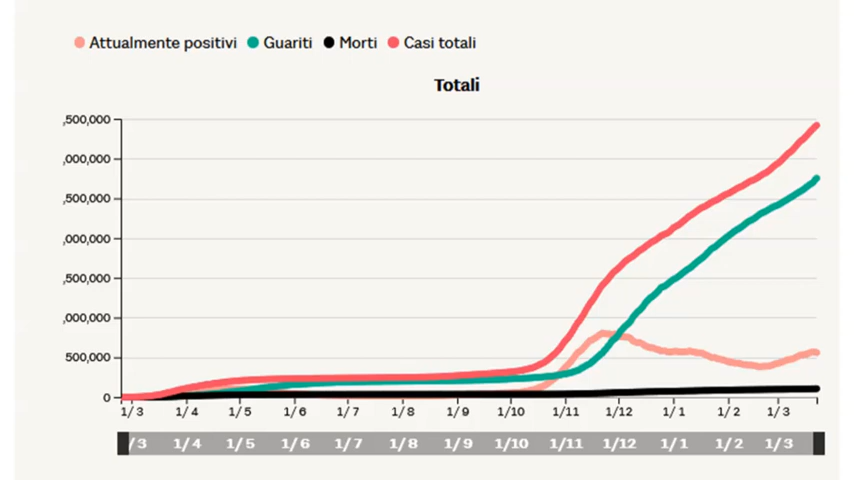 Attualmente positivi Guariti Morti Casi totali
Totali
,500,000
,000,000
,500,000
,000,000
,500,000
,000,000
500,000
0
1/3 1/4 1/5 1/6 1/7 1/8 1/9 1/10 1/11 1/12 1/1 1/2 1/3
/3 1/4 1/5 1/6 1/7 1/8 1/9 1/10 1/11 1/12 1/1 1/2 1/3